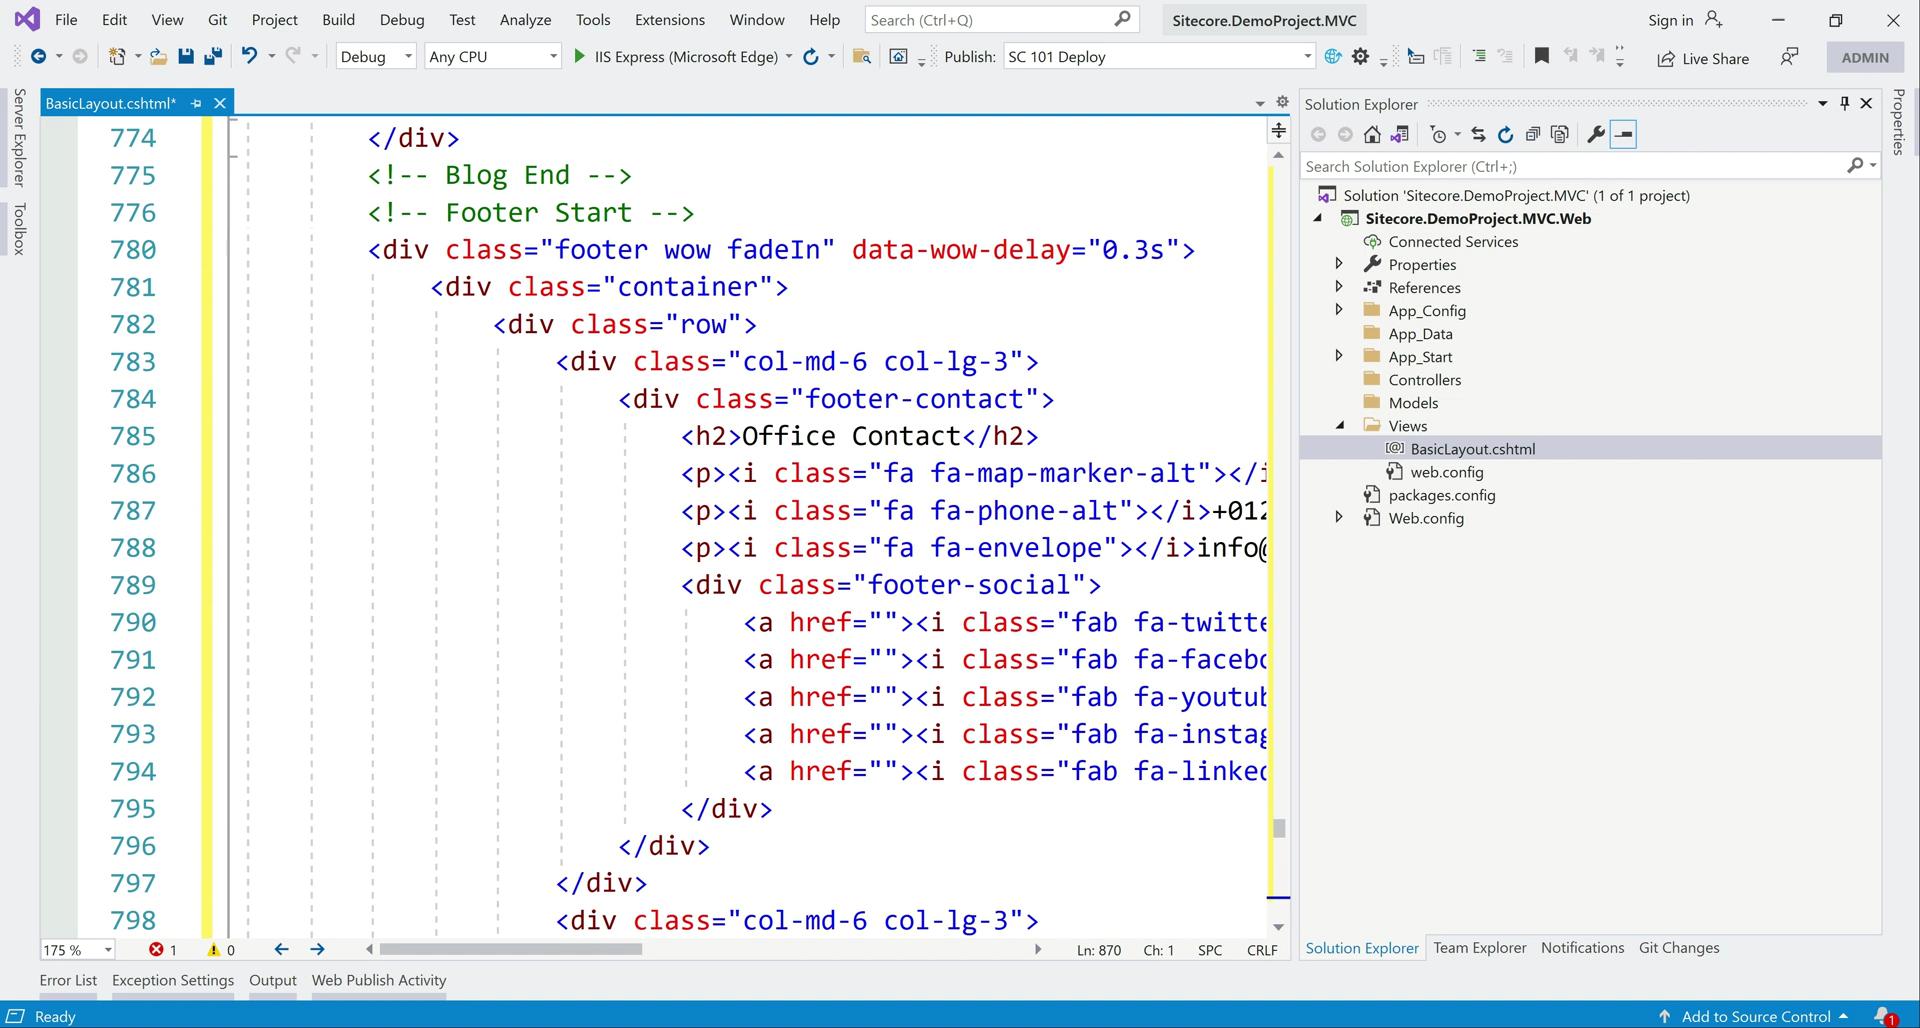 File Edit View Git Project Build Debug Test Analyze Tools Extensions Window Help Search (Ctrl+Q) Sitecore.DemoProject.MVC Sign in
Debug Any CPU IIS Express (Microsoft Edge) Publish: SC 101 Deploy Live Share ADMIN
Server Explorer
Toolbox
BasicLayout.cshtml*
774 </div>
775 <!-- Blog End -->
776 <!-- Footer Start -->
780 <div class="footer wow fadeIn" data-wow-delay="0.3s">
781 <div class="container">
782 <div class="row">
783 <div class="col-md-6 col-lg-3">
784 <div class="footer-contact">
785 <h2>Office Contact</h2>
786 <p><i class="fa fa-map-marker-alt"></i
787 <p><i class="fa fa-phone-alt"></i>+012
788 <p><i class="fa fa-envelope"></i>info@
789 <div class="footer-social">
790 <a href=""><i class="fab fa-twitte
791 <a href=""><i class="fab fa-facebo
792 <a href=""><i class="fab fa-youtub
793 <a href=""><i class="fab fa-instag
794 <a href=""><i class="fab fa-linked
795 </div>
796 </div>
797 </div>
798 <div class="col-md-6 col-lg-3">
175 % 1 0 Ln: 870 Ch: 1 SPC CRLF
Solution Explorer
Search Solution Explorer (Ctrl+;)
Solution 'Sitecore.DemoProject.MVC' (1 of 1 project)
Sitecore.DemoProject.MVC.Web
Connected Services
Properties
References
App_Config
App_Data
App_Start
Controllers
Models
Views
BasicLayout.cshtml
web.config
packages.config
Web.config
Solution Explorer Team Explorer Notifications Git Changes
Properties
Error List Exception Settings Output Web Publish Activity
Ready Add to Source Control 1